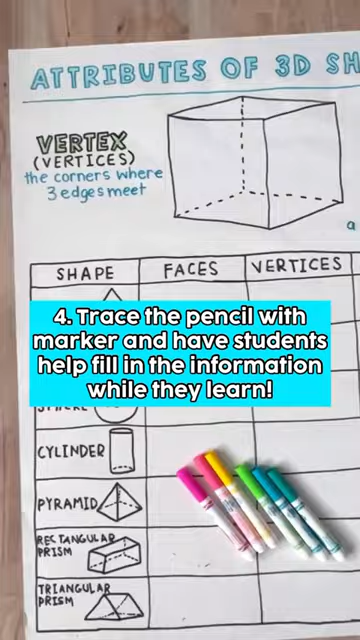 ATTRIBUTES OF 3D SH
VERTEX
(VERTICES)
the corners where
3 edges meet
a
SHAPE FACES VERTICES
4. Trace the pencil with
marker and have students
help fill in the information
while they learn!
SPHERE
CYLINDER
PYRAMID
RECTANGULAR
PRISM
TRIANGULAR
PRISM